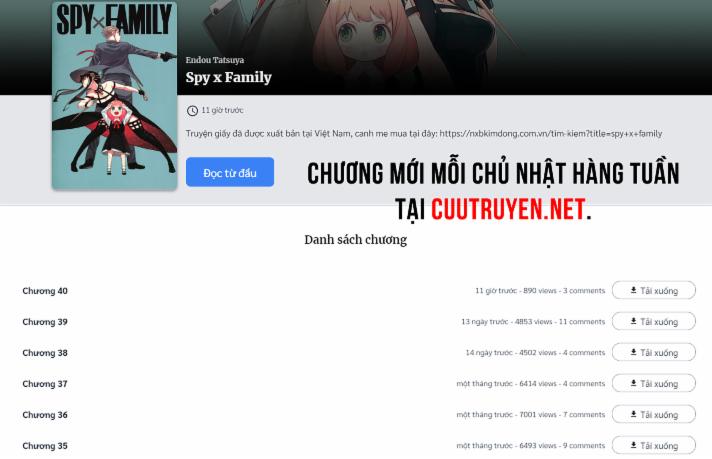 SPY×FAMILY
Endou Tatsuya
Spy x Family
11 giờ trước
Truyện giấy đã được xuất bản tại Việt Nam, canh me mua tại đây: https://nxbkimdong.com.vn/tim-kiem?title=spy+x+family
Đọc từ đầu
CHƯƠNG MỚI MỖI CHỦ NHẬT HÀNG TUẦN
TẠI CUUTRUYEN.NET.
Danh sách chương
Chương 40 11 giờ trước - 890 views - 3 comments Tải xuống
Chương 39 13 ngày trước - 4853 views - 11 comments Tải xuống
Chương 38 14 ngày trước - 4502 views - 4 comments Tải xuống
Chương 37 một tháng trước - 6414 views - 4 comments Tải xuống
Chương 36 một tháng trước - 7001 views - 7 comments Tải xuống
Chương 35 một tháng trước - 6493 views - 9 comments Tải xuống